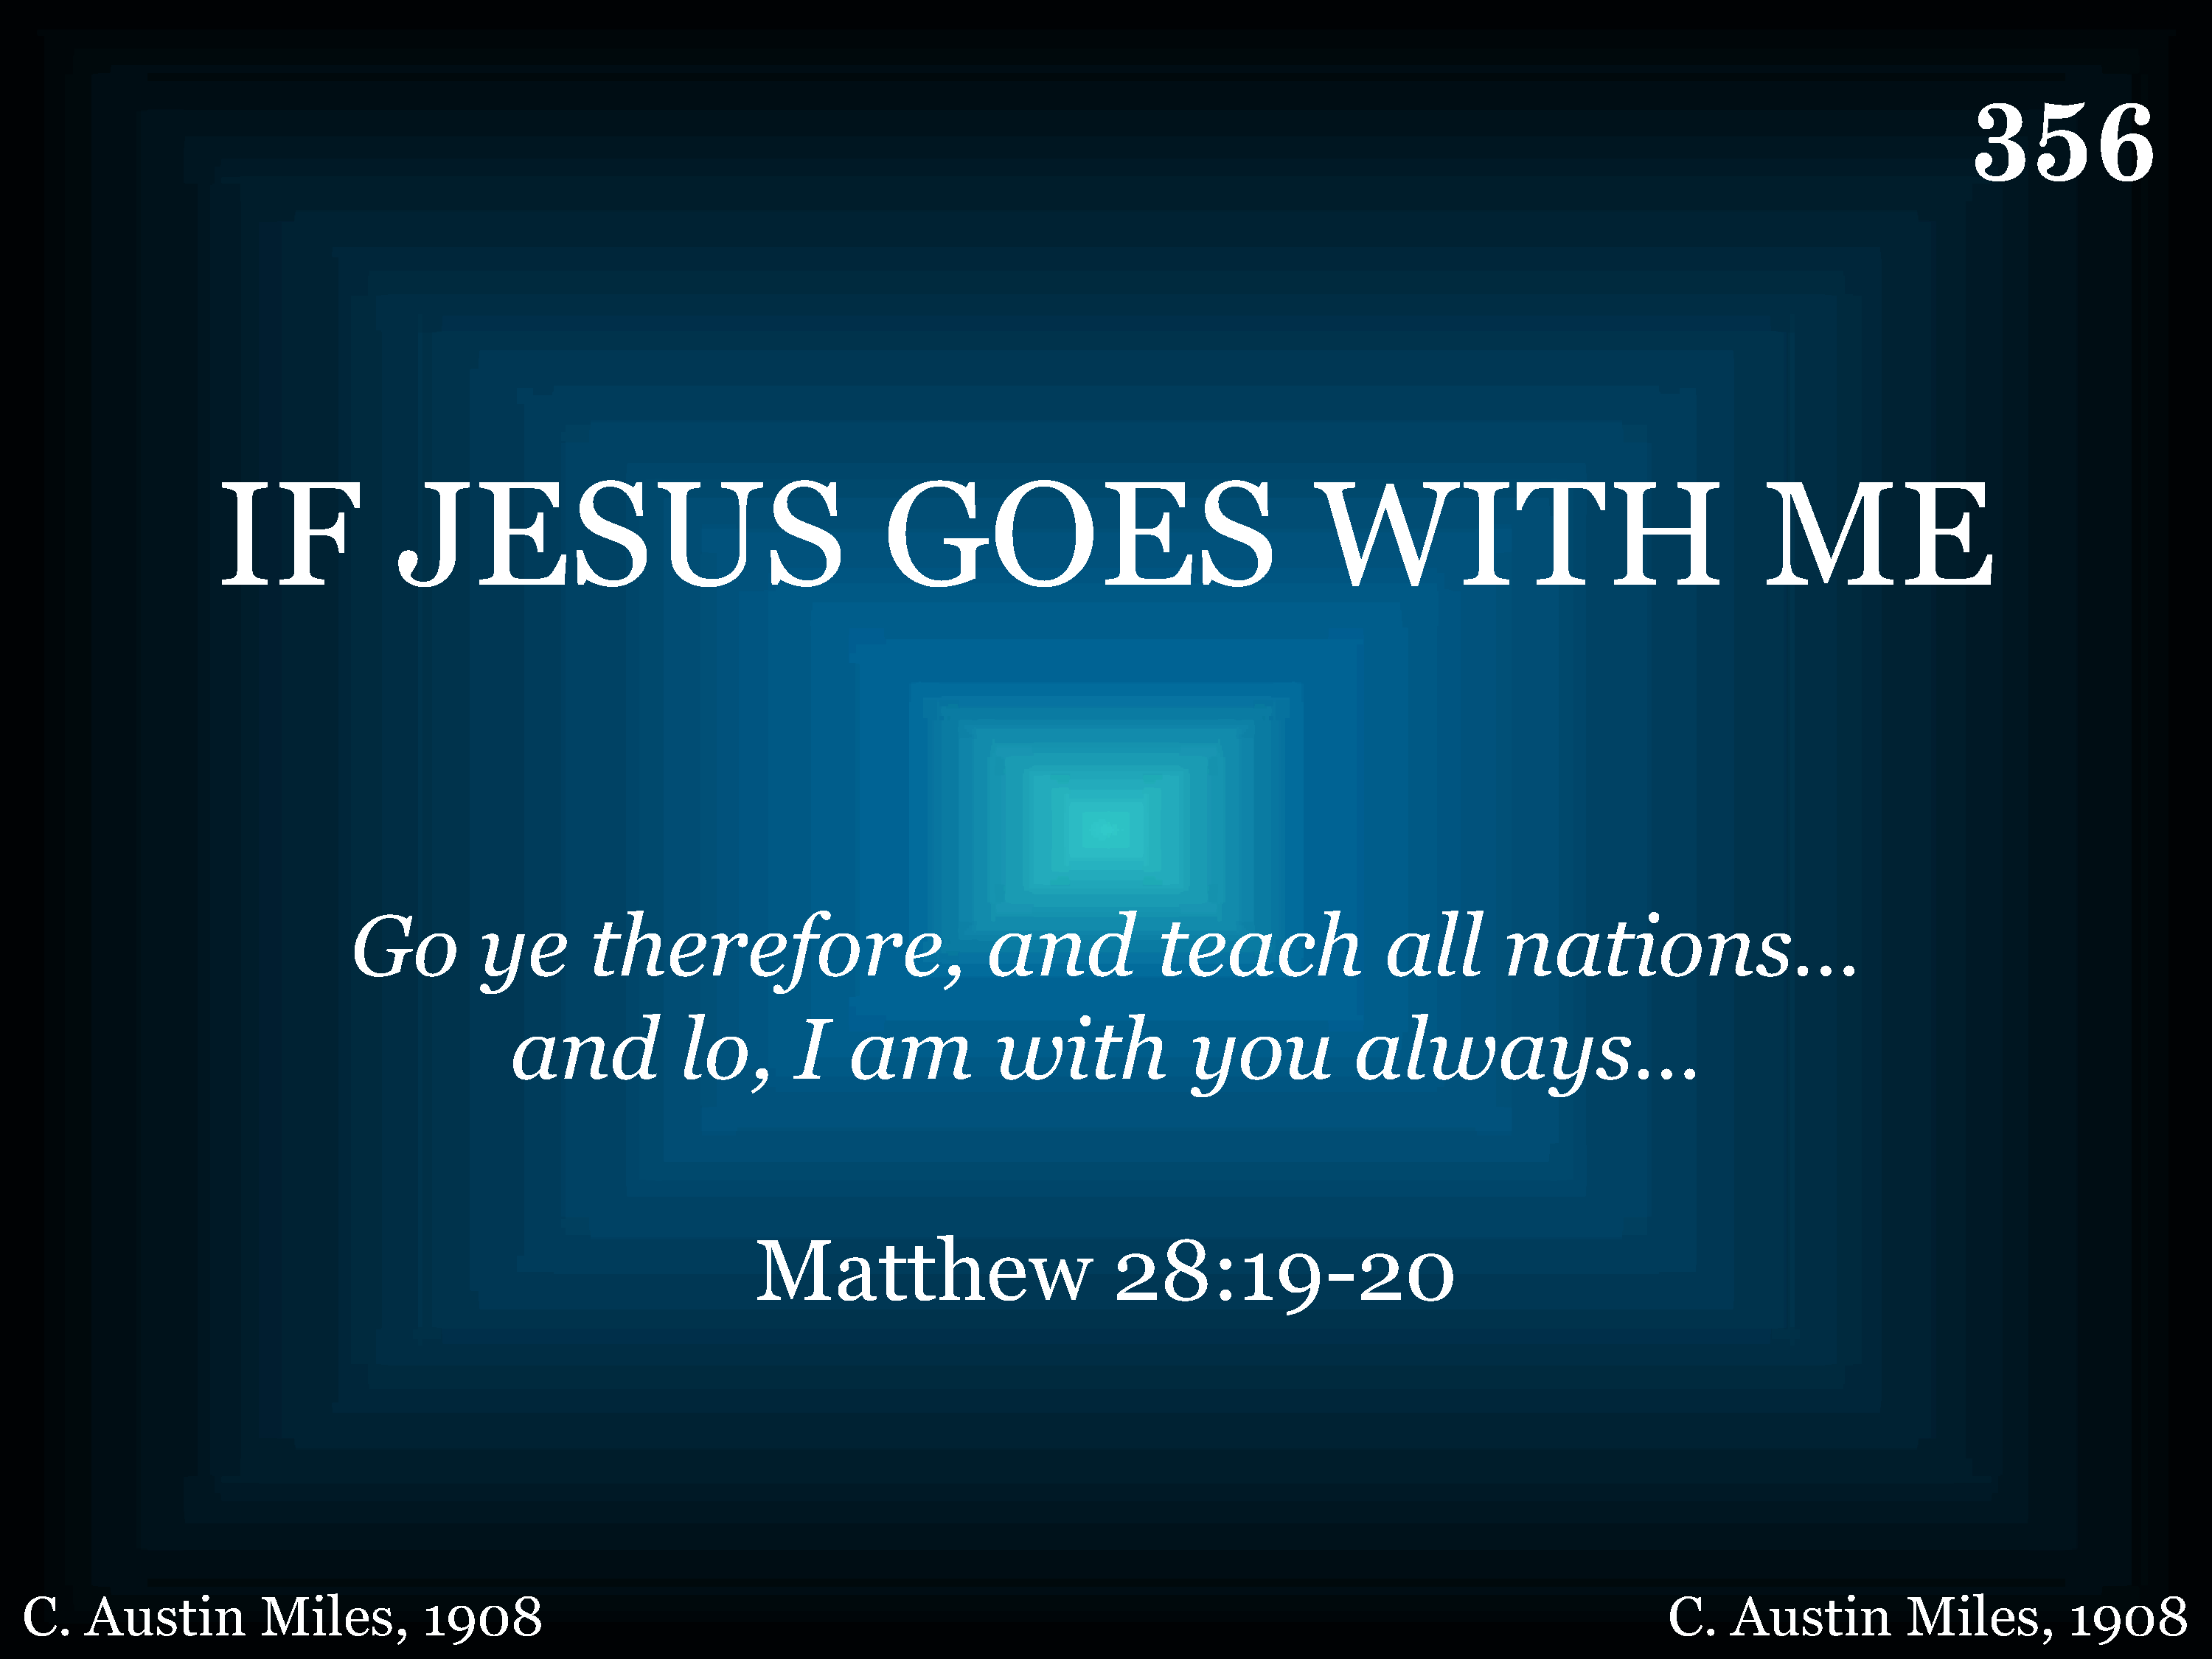 356
IF JESUS GOES WITH ME
Go ye therefore, and teach all nations...
and lo, I am with you always...
Matthew 28:19-20
C. Austin Miles, 1908
C. Austin Miles, 1908